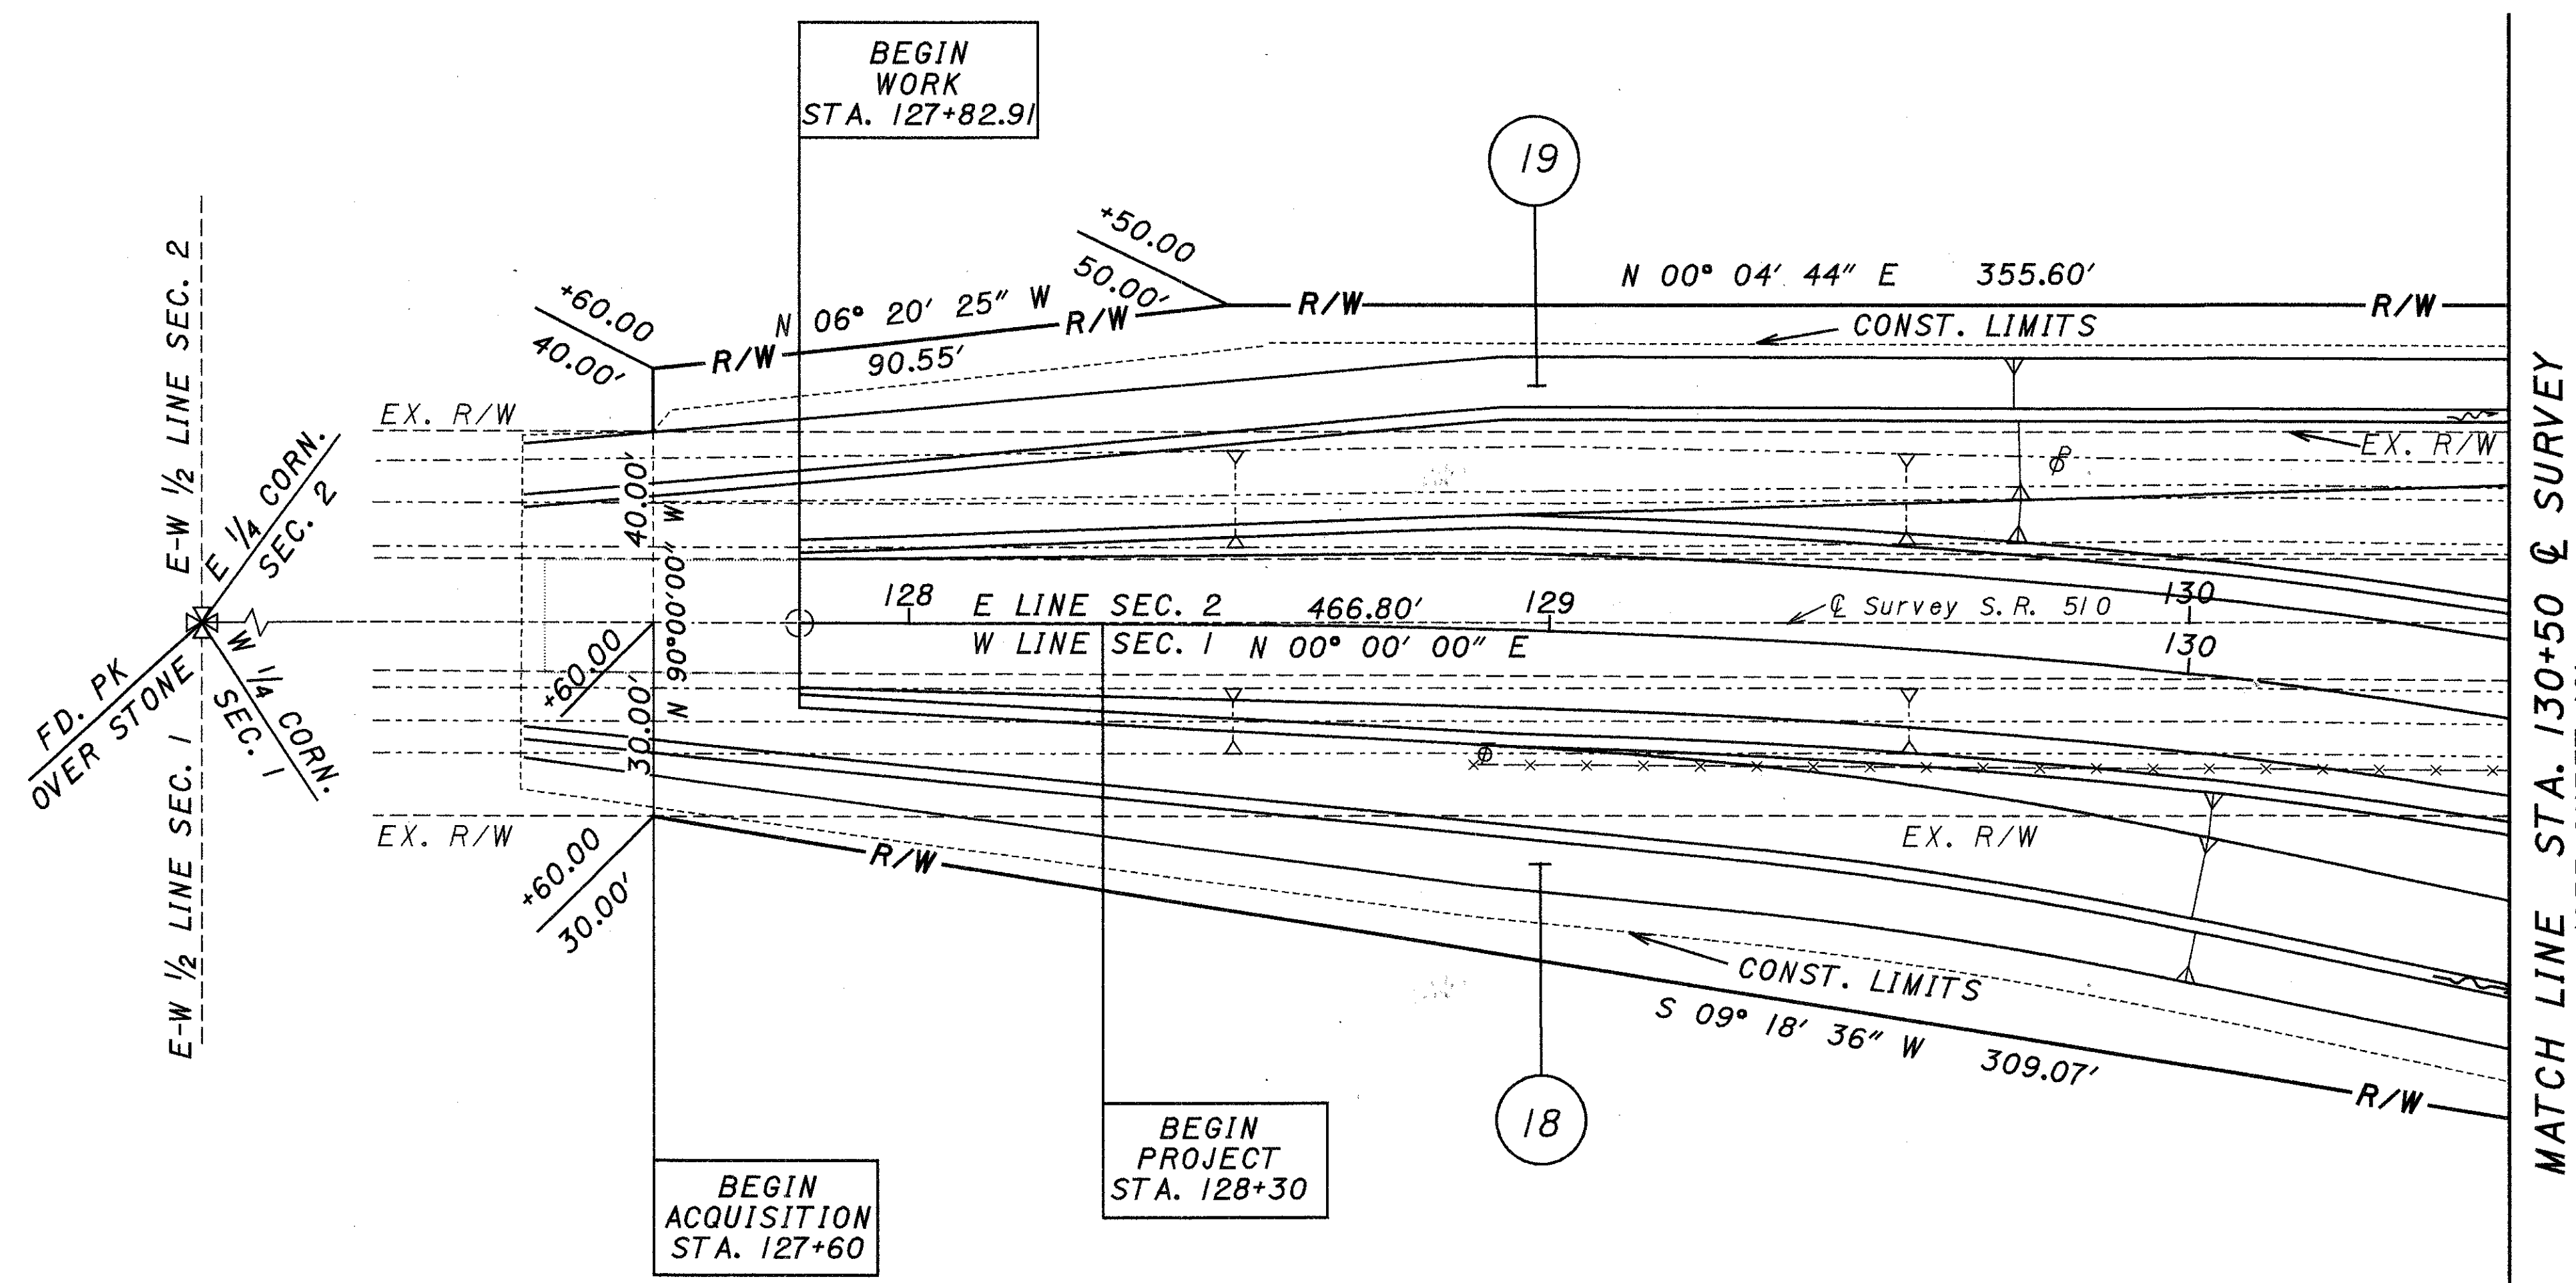 BEGIN
WORK
STA. 127+82.91
19
+50.00
50.00'
N 00° 04' 44" E 355.60'
+60.00
40.00'
N 06° 20' 25" W
90.55'
R/W
R/W
R/W
R/W
CONST. LIMITS
EX. R/W
EX. R/W
E-W ½ LINE SEC. 2
E ¼ CORN.
SEC. 2
40.00'
N 90°00'00" W
128
E LINE SEC. 2 466.80'
129
℄ Survey S.R. 510
130
W LINE SEC. 1 N 00° 00' 00" E
130
+60.00
30.00'
FD. PK
OVER STONE
W ¼ CORN.
SEC. 1
E-W ½ LINE SEC. 1
EX. R/W
EX. R/W
+60.00
30.00'
R/W
CONST. LIMITS
S 09° 18' 36" W 309.07'
R/W
18
BEGIN
PROJECT
STA. 128+30
BEGIN
ACQUISITION
STA. 127+60
MATCH LINE STA. 130+50 ℄ SURVEY